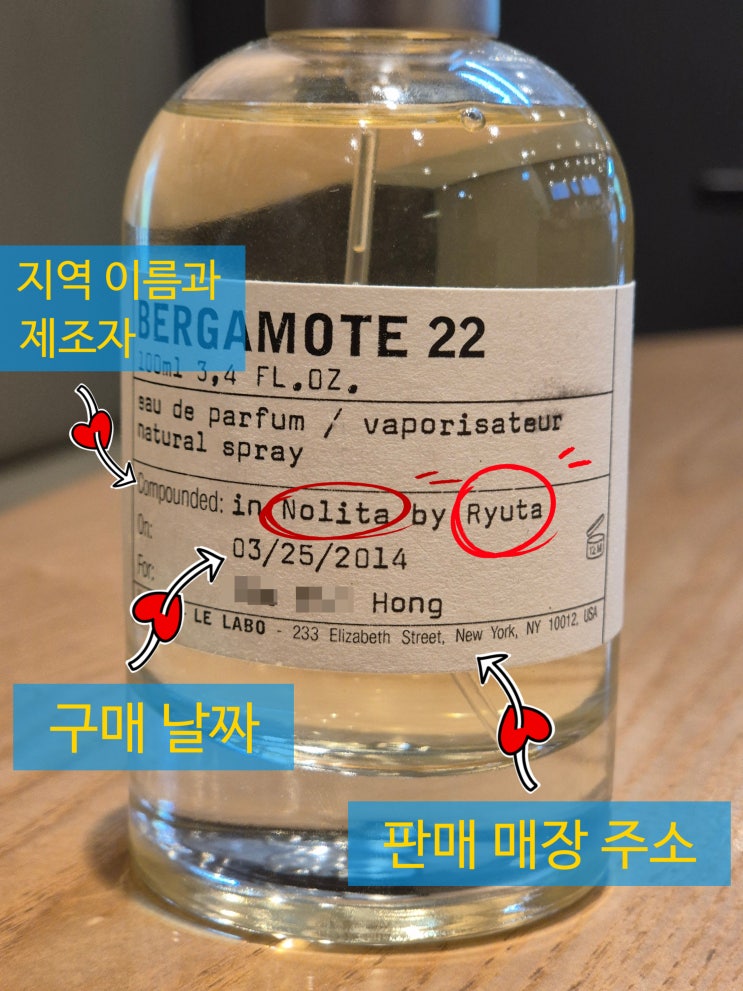 지역 이름과
제조자
BERGAMOTE 22
100ml 3,4 FL.OZ.
eau de parfum / vaporisateur
natural spray
Compounded: in Nolita by Ryuta
On: 03/25/2014
For: Hong
12 M
LE LABO - 233 Elizabeth Street, New York, NY 10012, USA
구매 날짜
판매 매장 주소